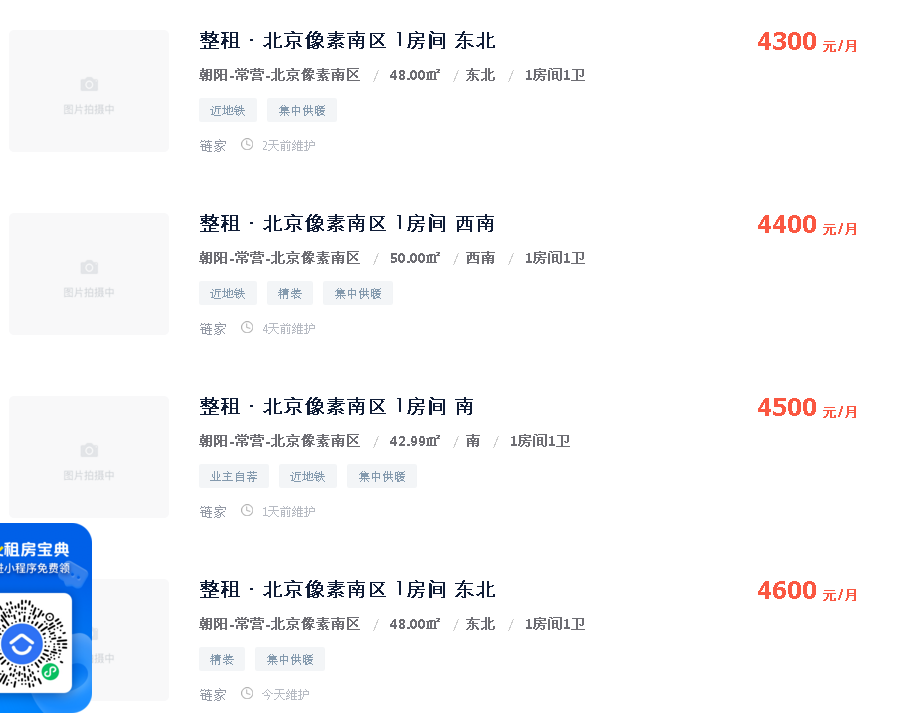 整租 · 北京像素南区 1房间 东北
4300 元/月
朝阳-常营-北京像素南区 / 48.00㎡ / 东北 / 1房间1卫
图片拍摄中
近地铁 集中供暖
链家 2天前维护
整租 · 北京像素南区 1房间 西南
4400 元/月
朝阳-常营-北京像素南区 / 50.00㎡ / 西南 / 1房间1卫
图片拍摄中
近地铁 精装 集中供暖
链家 4天前维护
整租 · 北京像素南区 1房间 南
4500 元/月
朝阳-常营-北京像素南区 / 42.99㎡ / 南 / 1房间1卫
图片拍摄中
业主自荐 近地铁 集中供暖
链家 1天前维护
租房宝典
进小程序免费领
整租 · 北京像素南区 1房间 东北
4600 元/月
朝阳-常营-北京像素南区 / 48.00㎡ / 东北 / 1房间1卫
摄中
精装 集中供暖
链家 今天维护